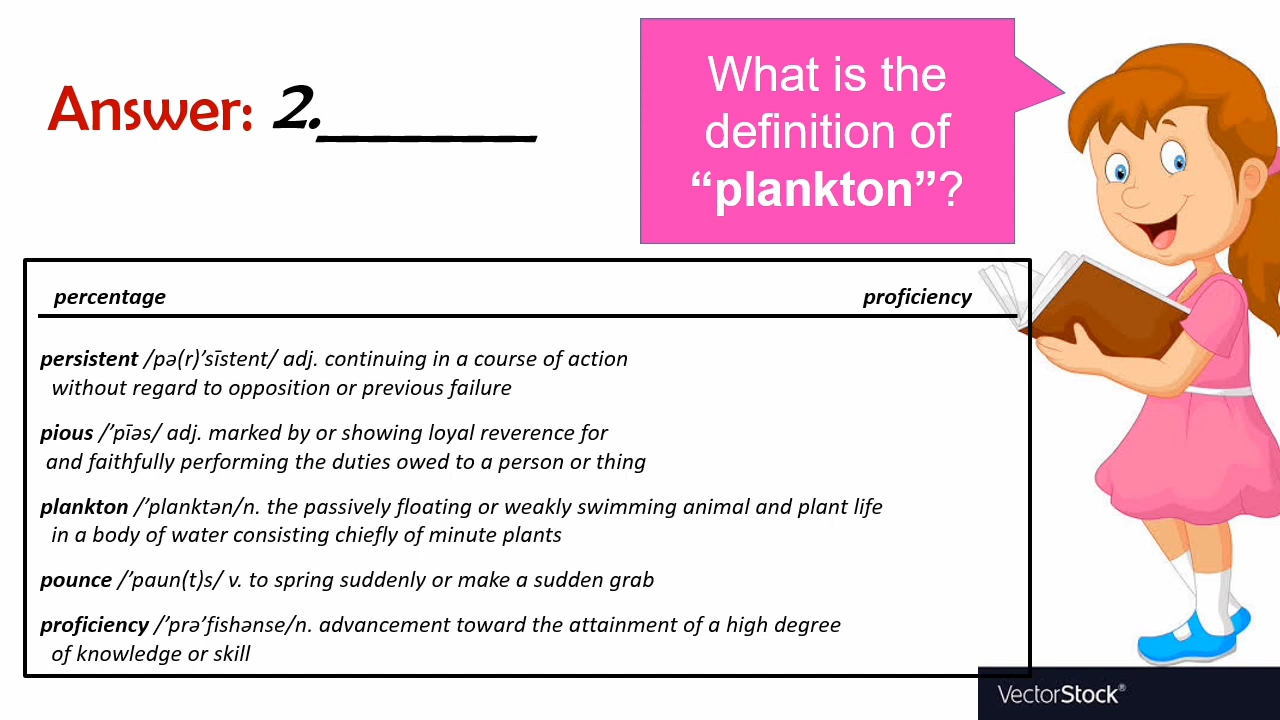 Answer: 2.________
What is the
definition of
“plankton”?
percentage proficiency
persistent /pə(r)’sīstent/ adj. continuing in a course of action
without regard to opposition or previous failure
pious /’pīəs/ adj. marked by or showing loyal reverence for
and faithfully performing the duties owed to a person or thing
plankton /’planktən/n. the passively floating or weakly swimming animal and plant life
in a body of water consisting chiefly of minute plants
pounce /’paun(t)s/ v. to spring suddenly or make a sudden grab
proficiency /’prə’fishənse/n. advancement toward the attainment of a high degree
of knowledge or skill
VectorStock®